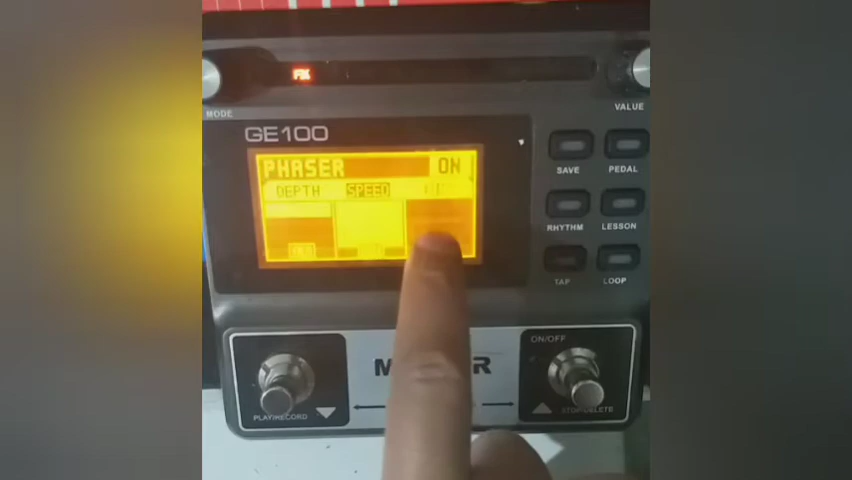 FX
MODE
VALUE
GE100
PHASER ON
DEPTH SPEED
SAVE PEDAL
RHYTHM LESSON
TAP LOOP
ON/OFF
PLAY/RECORD
STOP/DELETE